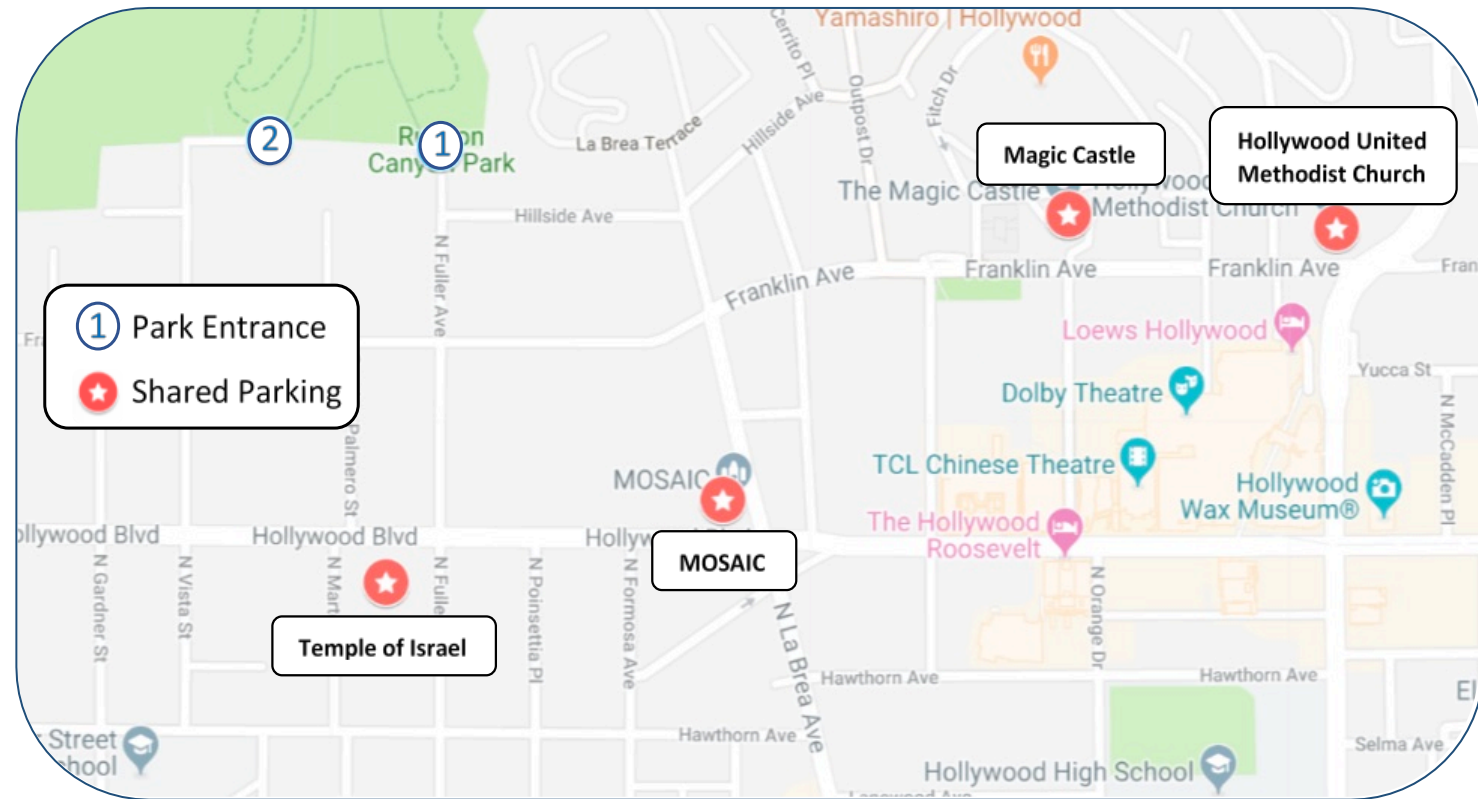 Yamashiro | Hollywood
Cerrito Pl
Outpost Dr
Fitch Dr
Hillside Ave
La Brea Terrace
2
1
Canyon Park
Magic Castle
Hollywood United
Methodist Church
The Magic Castle
Methodist Church
Hillside Ave
N Fuller Ave
Franklin Ave
Franklin Ave
Franklin Ave
Fran
1 Park Entrance
Shared Parking
Loews Hollywood
Yucca St
Dolby Theatre
N McCadden Pl
Palmero St
TCL Chinese Theatre
MOSAIC
Hollywood
Wax Museum®
The Hollywood
Roosevelt
ollywood Blvd
Hollywood Blvd
MOSAIC
N Gardner St
N Vista St
N Mart
N Fulle
N Poinsettia Pl
N Formosa Ave
N La Brea Ave
N Orange Dr
Temple of Israel
Hawthorn Ave
Hawthorn Ave
El
Street
hool
Hawthorn Ave
Selma Ave
Hollywood High School